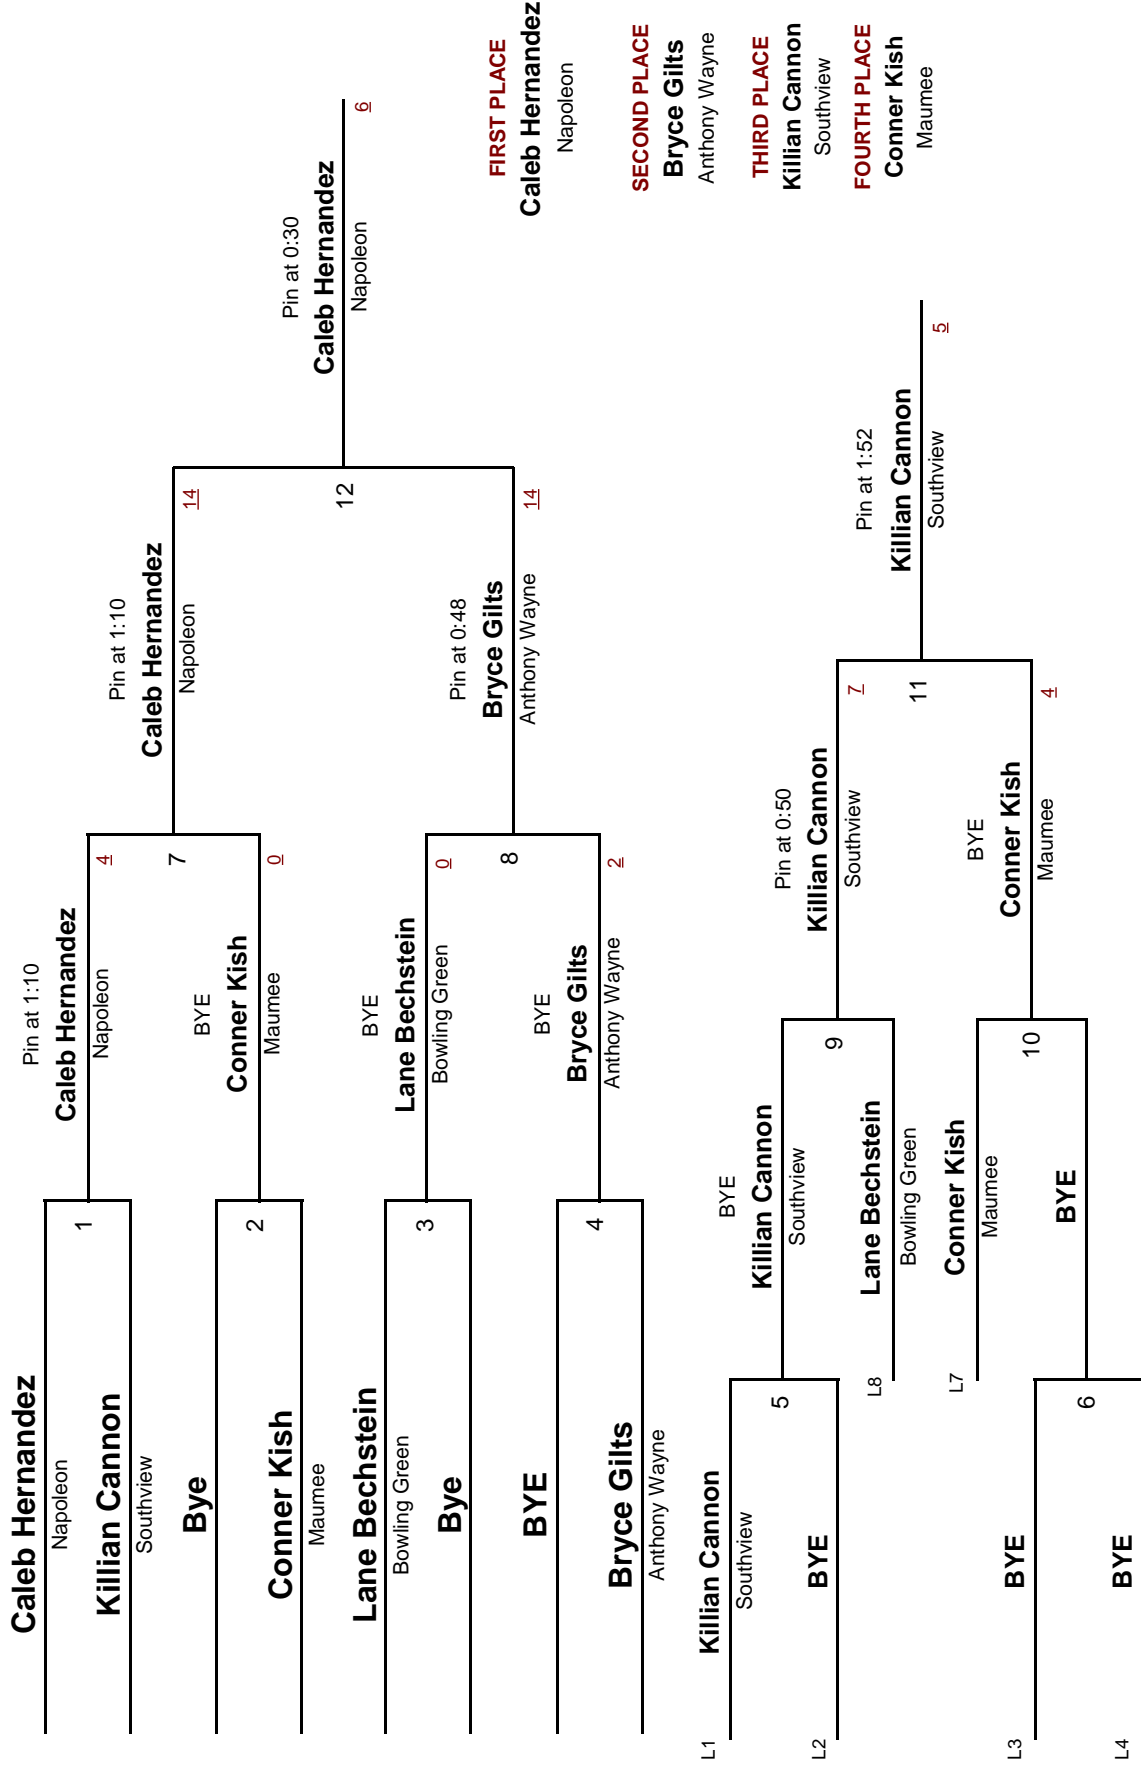 Caleb Hernandez
Napoleon
1
Killian Cannon
Southview
Bye
2
Conner Kish
Maumee
Lane Bechstein
Bowling Green
3
Bye
BYE
4
Bryce Gilts
Anthony Wayne
Pin at 1:10
Caleb Hernandez
Napoleon
4
7
BYE
Conner Kish
Maumee
0
BYE
Lane Bechstein
Bowling Green
0
8
BYE
Bryce Gilts
Anthony Wayne
2
Pin at 1:10
Caleb Hernandez
Napoleon
14
12
Pin at 0:48
Bryce Gilts
Anthony Wayne
14
Pin at 0:30
Caleb Hernandez
Napoleon
6
FIRST PLACE
Caleb Hernandez
Napoleon
SECOND PLACE
Bryce Gilts
Anthony Wayne
THIRD PLACE
Killian Cannon
Southview
FOURTH PLACE
Conner Kish
Maumee
L1
Killian Cannon
Southview
5
L2
BYE
L3
BYE
6
L4
BYE
BYE
Killian Cannon
Southview
9
L8
Lane Bechstein
Bowling Green
L7
Conner Kish
Maumee
10
BYE
Pin at 0:50
Killian Cannon
Southview
7
11
BYE
Conner Kish
Maumee
4
Pin at 1:52
Killian Cannon
Southview
5